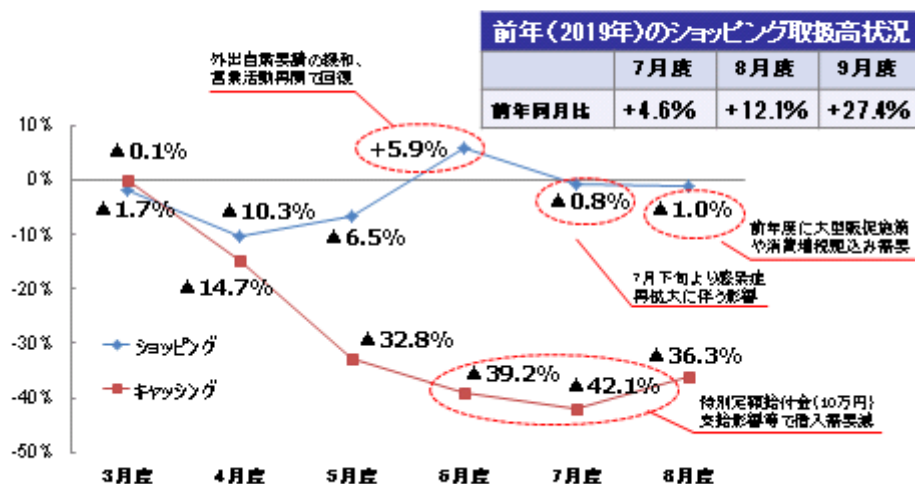 前年(2019年)のショッピング取扱高状況
7月度 8月度 9月度
前年同月比 +4.6% +12.1% +27.4%
外出自粛要請の緩和、
営業活動再開で回復
10%
0%
-10%
-20%
-30%
-40%
-50%
▲0.1%
▲1.7%
▲10.3%
▲14.7%
▲6.5%
+5.9%
▲0.8%
▲1.0%
前年度に大型販促施策
や消費増税駆込み需要
7月下旬より感染症
再拡大に伴う影響
▲32.8%
▲39.2%
▲42.1%
▲36.3%
特別定額給付金(10万円)
支給影響等で借入需要減
ショッピング
キャッシング
3月度 4月度 5月度 6月度 7月度 8月度